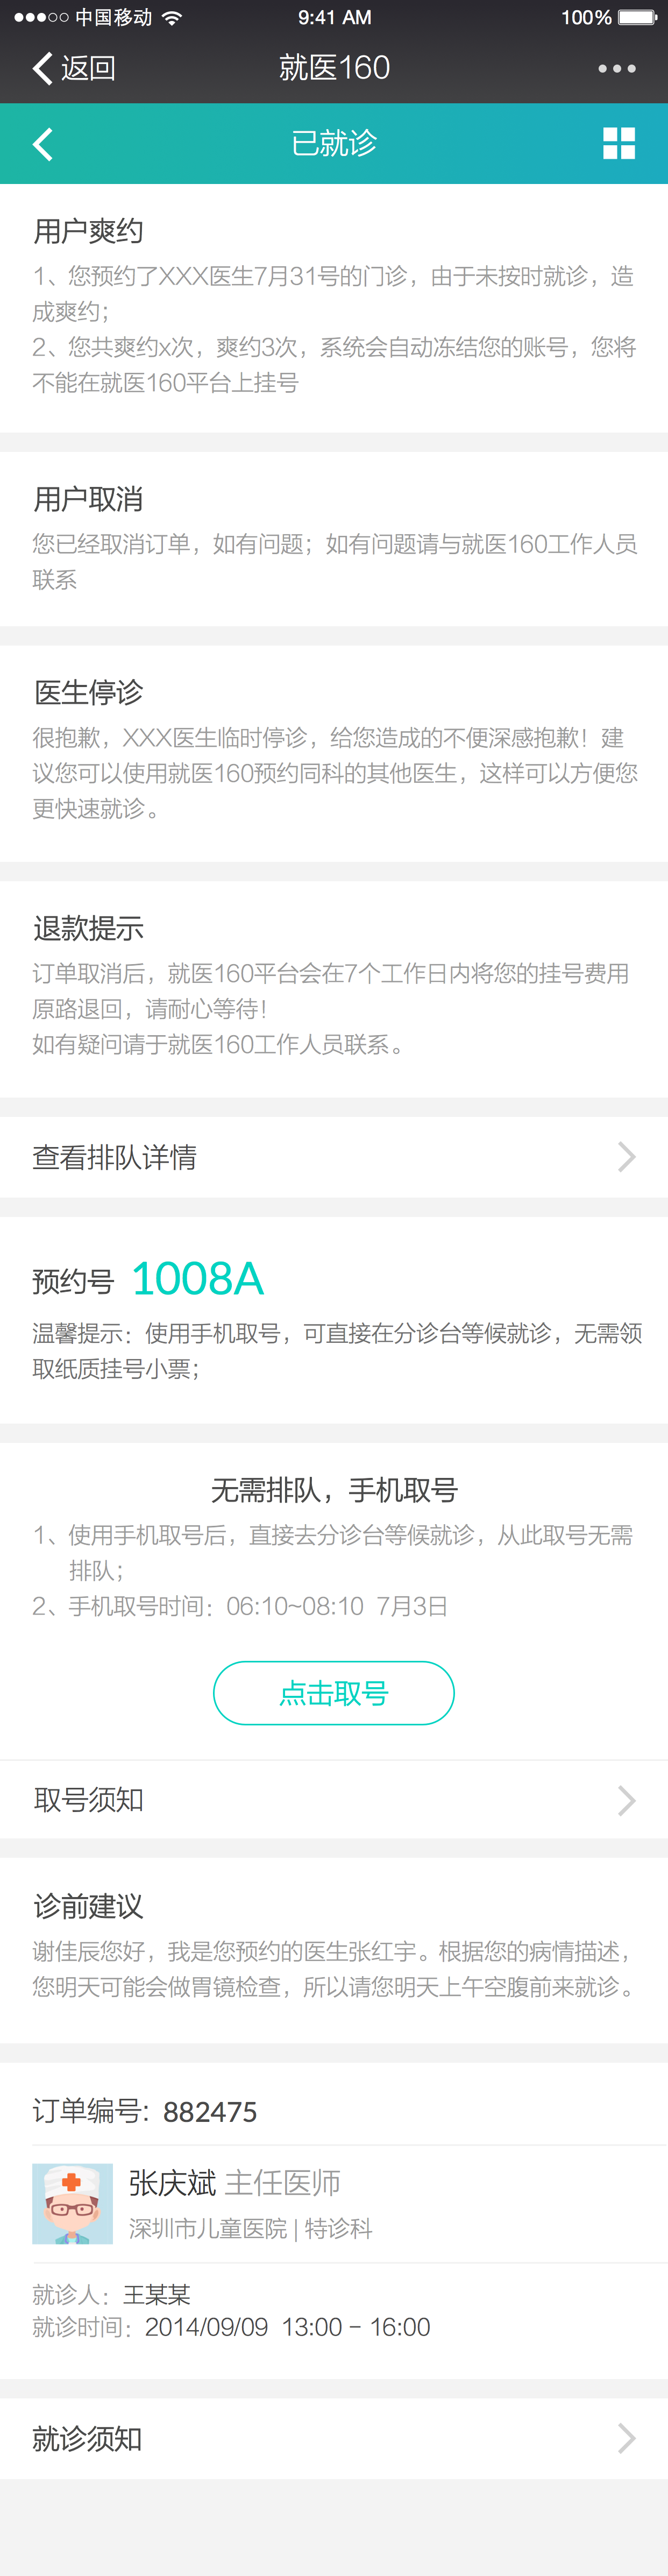 中国移动 9:41 AM 100%
返回 就医160
已就诊
用户爽约
1、您预约了XXX医生7月31号的门诊，由于未按时就诊，造
成爽约；
2、您共爽约x次，爽约3次，系统会自动冻结您的账号，您将
不能在就医160平台上挂号
用户取消
您已经取消订单，如有问题；如有问题请与就医160工作人员
联系
医生停诊
很抱歉，XXX医生临时停诊，给您造成的不便深感抱歉！建
议您可以使用就医160预约同科的其他医生，这样可以方便您
更快速就诊。
退款提示
订单取消后，就医160平台会在7个工作日内将您的挂号费用
原路退回，请耐心等待！
如有疑问请于就医160工作人员联系。
查看排队详情
预约号 1008A
温馨提示：使用手机取号，可直接在分诊台等候就诊，无需领
取纸质挂号小票；
无需排队，手机取号
1、使用手机取号后，直接去分诊台等候就诊，从此取号无需
排队；
2、手机取号时间：06:10~08:10 7月3日
点击取号
取号须知
诊前建议
谢佳辰您好，我是您预约的医生张红宇。根据您的病情描述，
您明天可能会做胃镜检查，所以请您明天上午空腹前来就诊。
订单编号: 882475
张庆斌 主任医师
深圳市儿童医院 | 特诊科
就诊人：王某某
就诊时间：2014/09/09 13:00 - 16:00
就诊须知